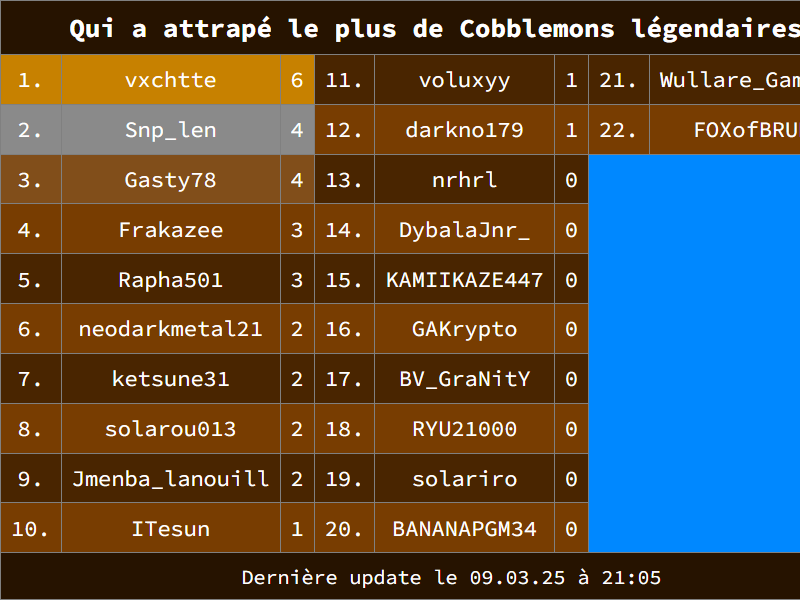 Qui a attrapé le plus de Cobblemons légendaires
1. vxchtte 6 11. voluxyy 1 21. Wullare_Gam
2. Snp_len 4 12. darkno179 1 22. FOXofBRU
3. Gasty78 4 13. nrhrl 0
4. Frakazee 3 14. DybalaJnr_ 0
5. Rapha501 3 15. KAMIIKAZE447 0
6. neodarkmetal21 2 16. GAKrypto 0
7. ketsune31 2 17. BV_GraNitY 0
8. solarou013 2 18. RYU21000 0
9. Jmenba_lanouill 2 19. solariro 0
10. ITesun 1 20. BANANAPGM34 0
Dernière update le 09.03.25 à 21:05